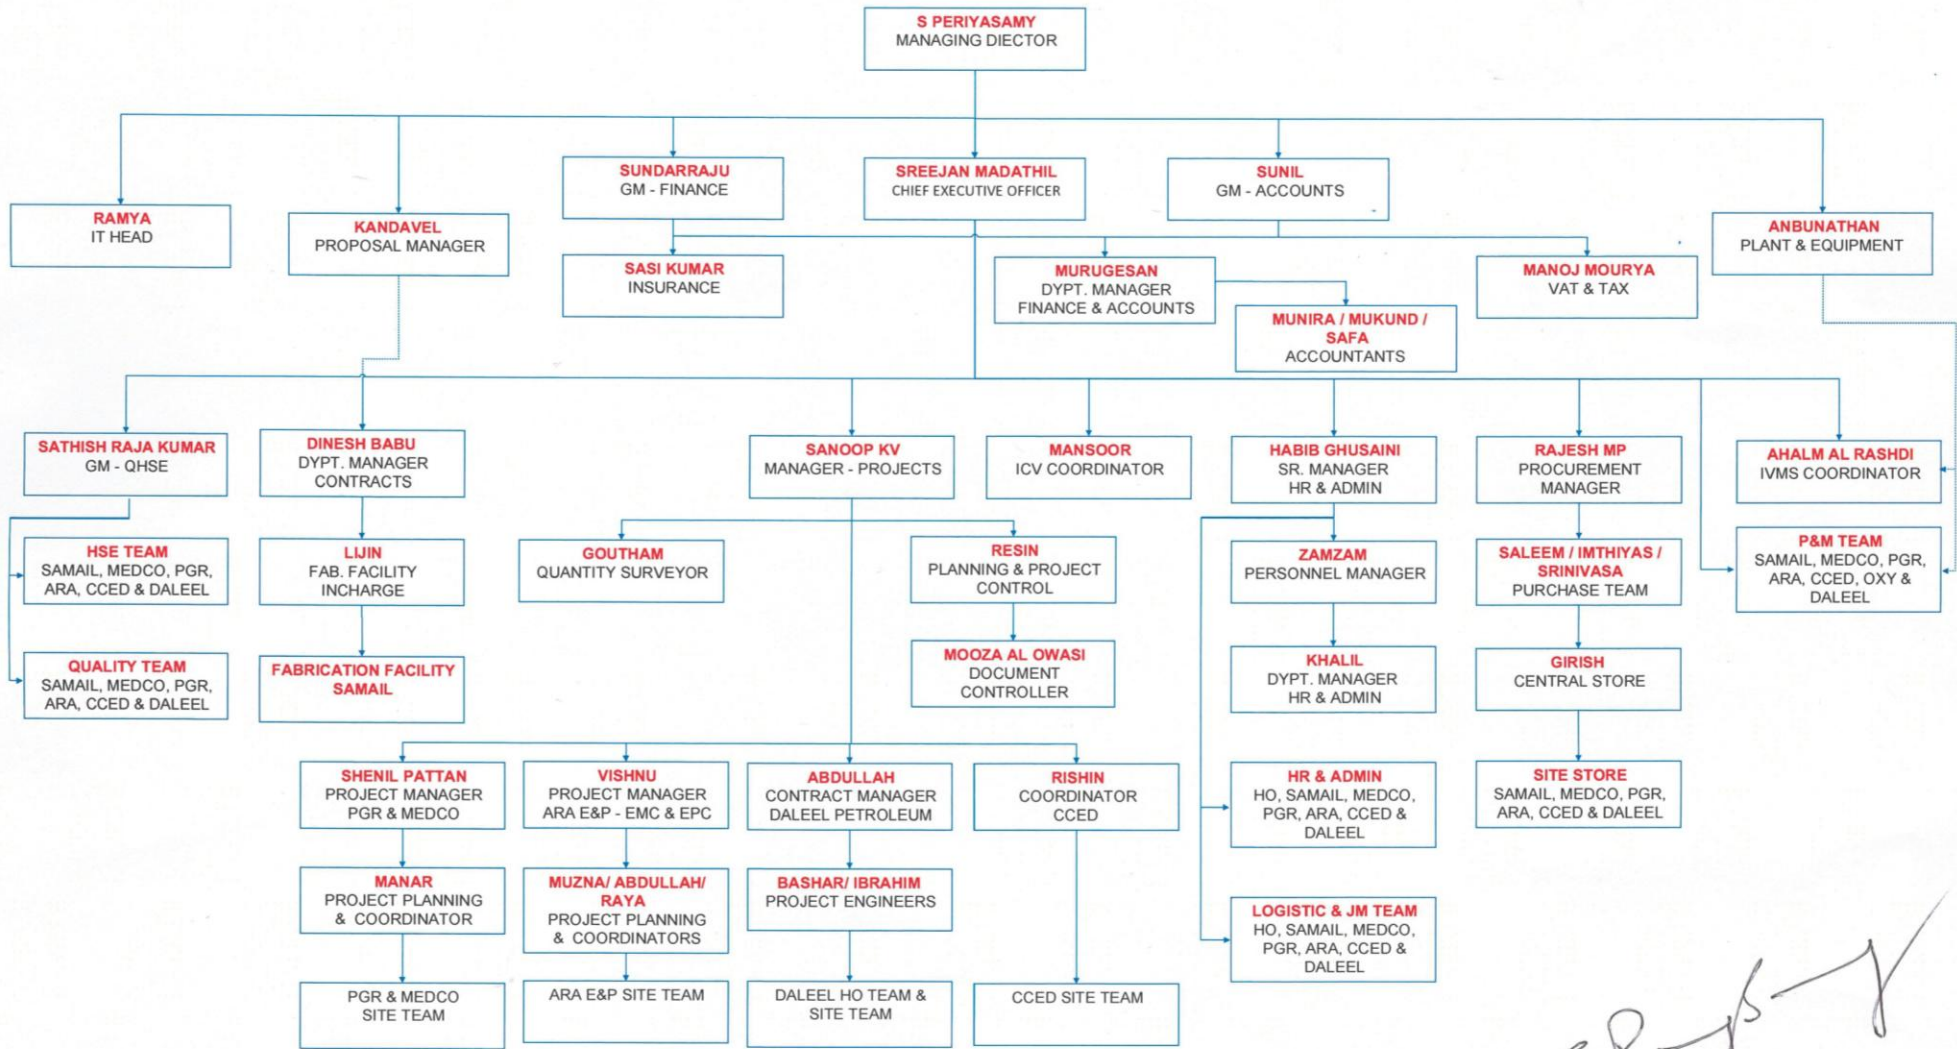 S PERIYASAMY
MANAGING DIECTOR
SUNDARRAJU
GM - FINANCE
SREEJAN MADATHIL
CHIEF EXECUTIVE OFFICER
SUNIL
GM - ACCOUNTS
RAMYA
IT HEAD
KANDAVEL
PROPOSAL MANAGER
ANBUNATHAN
PLANT & EQUIPMENT
SASI KUMAR
INSURANCE
MURUGESAN
DYPT. MANAGER
FINANCE & ACCOUNTS
MANOJ MOURYA
VAT & TAX
MUNIRA / MUKUND /
SAFA
ACCOUNTANTS
SATHISH RAJA KUMAR
GM - QHSE
DINESH BABU
DYPT. MANAGER
CONTRACTS
SANOOP KV
MANAGER - PROJECTS
MANSOOR
ICV COORDINATOR
HABIB GHUSAINI
SR. MANAGER
HR & ADMIN
RAJESH MP
PROCUREMENT
MANAGER
AHALM AL RASHDI
IVMS COORDINATOR
HSE TEAM
SAMAIL, MEDCO, PGR,
ARA, CCED & DALEEL
LIJIN
FAB. FACILITY
INCHARGE
GOUTHAM
QUANTITY SURVEYOR
RESIN
PLANNING & PROJECT
CONTROL
ZAMZAM
PERSONNEL MANAGER
SALEEM / IMTHIYAS /
SRINIVASA
PURCHASE TEAM
P&M TEAM
SAMAIL, MEDCO, PGR,
ARA, CCED, OXY &
DALEEL
QUALITY TEAM
SAMAIL, MEDCO, PGR,
ARA, CCED & DALEEL
FABRICATION FACILITY
SAMAIL
MOOZA AL OWASI
DOCUMENT
CONTROLLER
KHALIL
DYPT. MANAGER
HR & ADMIN
GIRISH
CENTRAL STORE
SHENIL PATTAN
PROJECT MANAGER
PGR & MEDCO
VISHNU
PROJECT MANAGER
ARA E&P - EMC & EPC
ABDULLAH
CONTRACT MANAGER
DALEEL PETROLEUM
RISHIN
COORDINATOR
CCED
HR & ADMIN
HO, SAMAIL, MEDCO,
PGR, ARA, CCED &
DALEEL
SITE STORE
SAMAIL, MEDCO, PGR,
ARA, CCED & DALEEL
MANAR
PROJECT PLANNING
& COORDINATOR
MUZNA/ ABDULLAH/
RAYA
PROJECT PLANNING
& COORDINATORS
BASHAR/ IBRAHIM
PROJECT ENGINEERS
LOGISTIC & JM TEAM
HO, SAMAIL, MEDCO,
PGR, ARA, CCED &
DALEEL
PGR & MEDCO
SITE TEAM
ARA E&P SITE TEAM
DALEEL HO TEAM &
SITE TEAM
CCED SITE TEAM